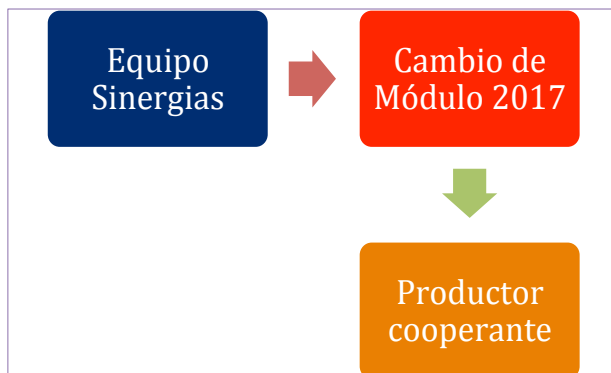 Equipo
Sinergias
Cambio de
Módulo 2017
Productor
cooperante